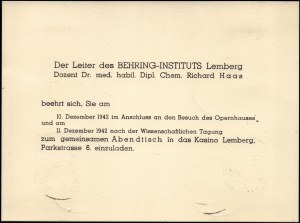 Der Leiter des BEHRING-INSTITUTS Lemberg
Dozent Dr. med. habil. Dipl. Chem. Richard Haas
beehrt sich, Sie am
10. Dezember 1942 im Anschluss an den Besuch des Opernhauses
und am
11. Dezember 1942 nach der Wissenschaftlichen Tagung
zum gemeinsamen Abendtisch in das Kasino Lemberg,
Parkstrasse 6. einzuladen.